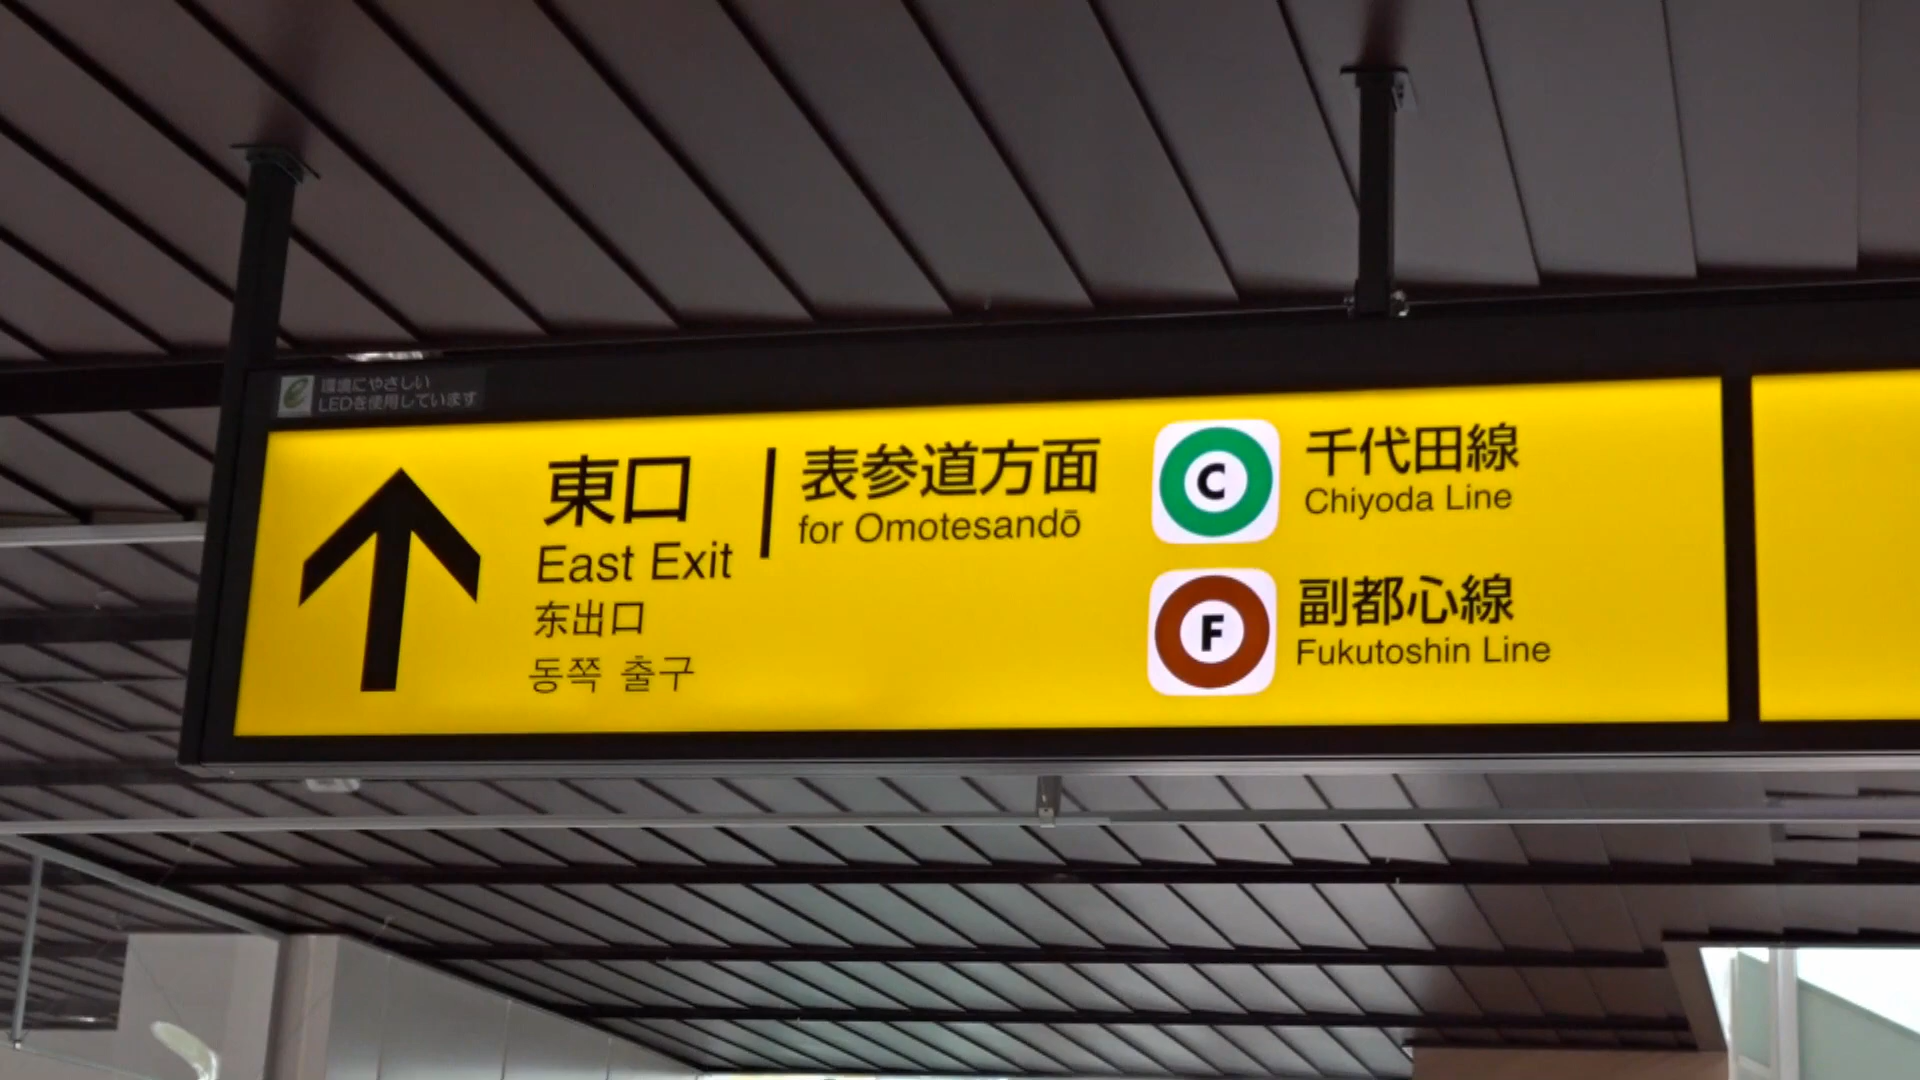 環境にやさしい
LEDを使用しています
東口
East Exit
东出口
동쪽 출구
表参道方面
for Omotesandō
C
千代田線
Chiyoda Line
F
副都心線
Fukutoshin Line